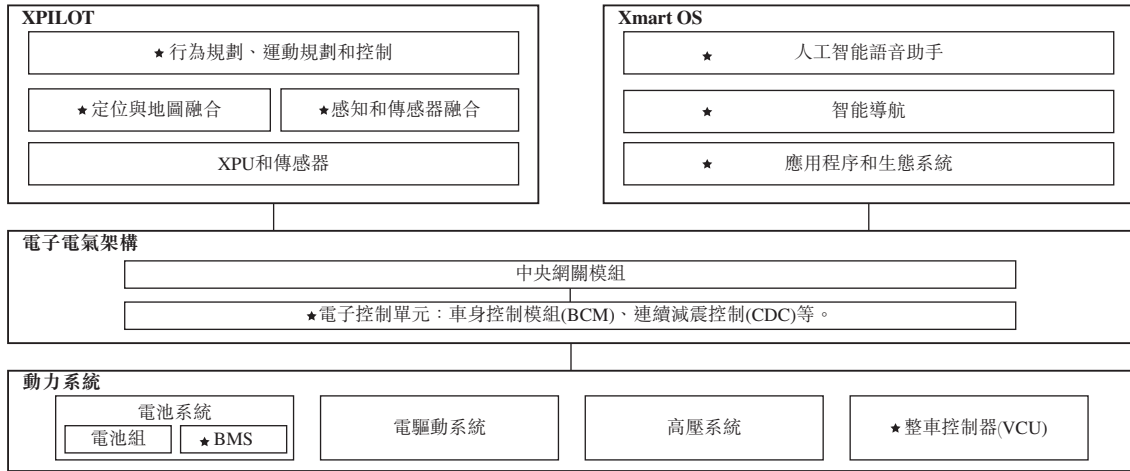 XPILOT
★行為規劃、運動規劃和控制
★定位與地圖融合
★感知和傳感器融合
XPU和傳感器
Xmart OS
★ 人工智能語音助手
★ 智能導航
★ 應用程序和生態系統
電子電氣架構
中央網關模組
★電子控制單元：車身控制模組(BCM)、連續減震控制(CDC)等。
動力系統
電池系統
電池組
★BMS
電驅動系統
高壓系統
★整車控制器(VCU)